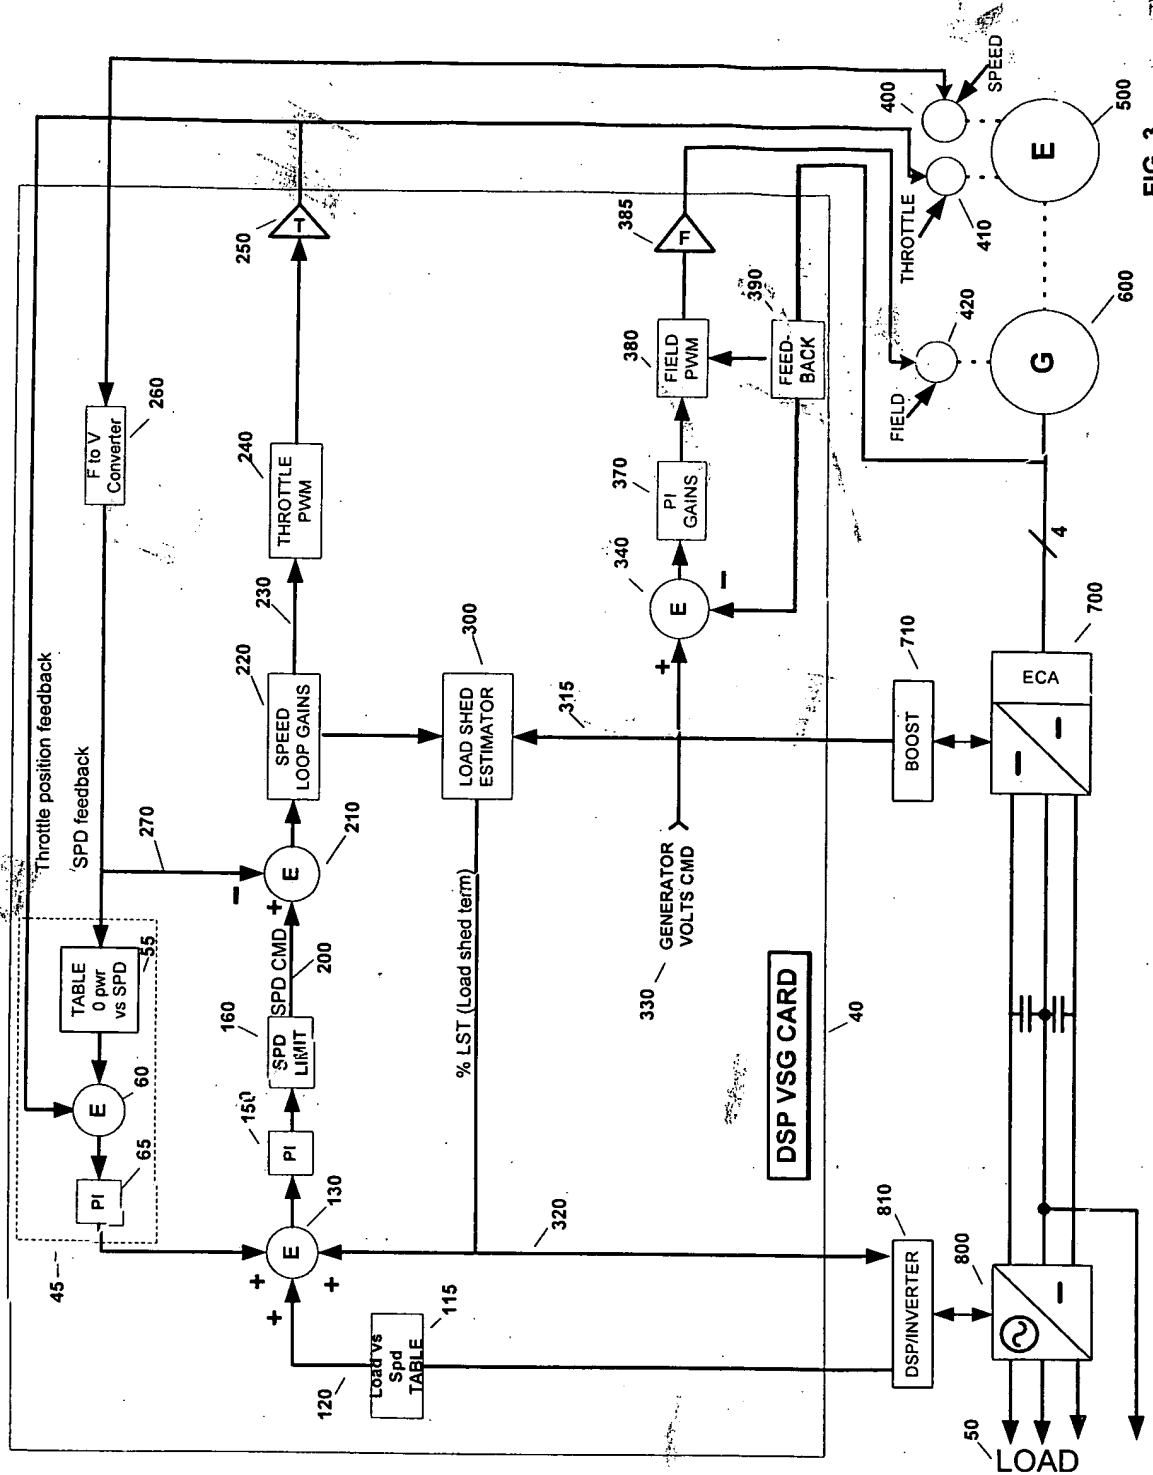 Throttle position feedback
SPD feedback
F to V
Converter
260
270
250
T
240
THROTTLE
PWM
230
220
SPEED
LOOP GAINS
210
E
-
+
SPD CMD
200
160
SPD
LIMIT
150
PI
130
E
+
+
+
TABLE
0 pwr
vs SPD
55
E
60
PI
65
45
115
Load vs
Spd
TABLE
120
300
LOAD SHED
ESTIMATOR
315
% LST (Load shed term)
320
330
GENERATOR
VOLTS CMD
+
340
E
-
370
PI
GAINS
380
FIELD
PWM
385
F
390
FEED-
BACK
DSP VSG CARD
40
400
SPEED
THROTTLE
410
E
500
FIELD
420
G
600
4
700
ECA
710
BOOST
810
DSP/INVERTER
800
50
LOAD
FIG. 3